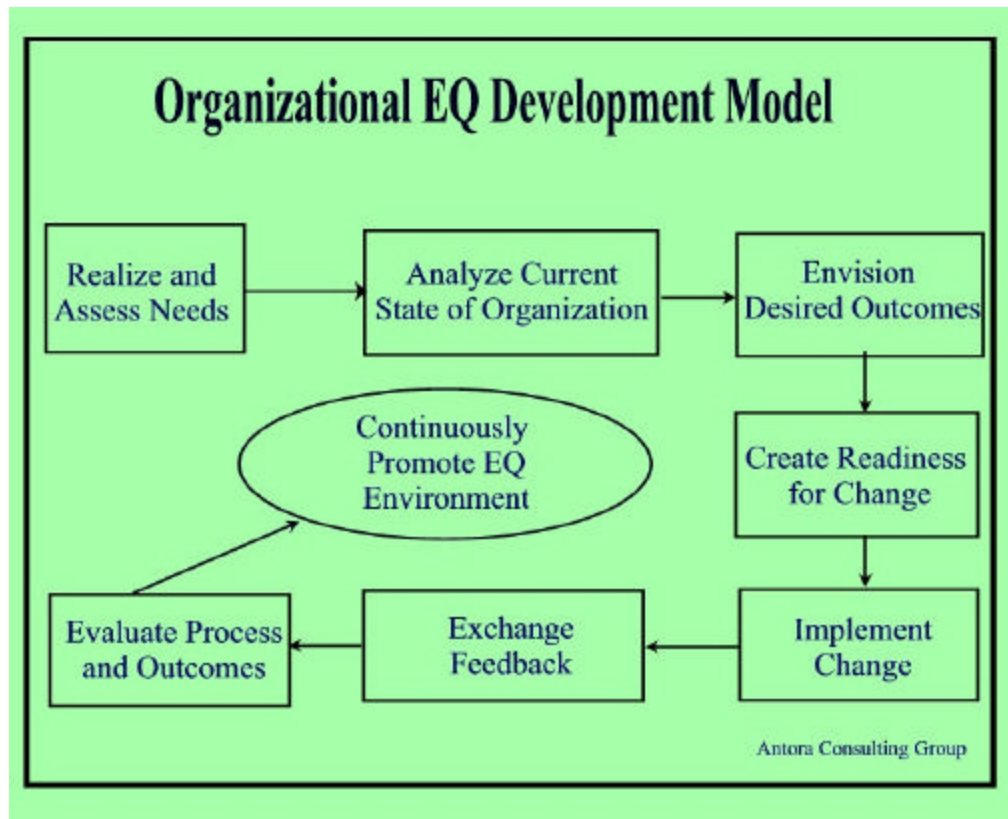 Organizational EQ Development Model
Realize and
Assess Needs
Analyze Current
State of Organization
Envision
Desired Outcomes
Continuously
Promote EQ
Environment
Create Readiness
for Change
Evaluate Process
and Outcomes
Exchange
Feedback
Implement
Change
Antora Consulting Group